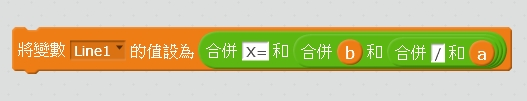 將變數 Line1 的值設為 合併 X= 和 合併 b 和 合併 / 和 a